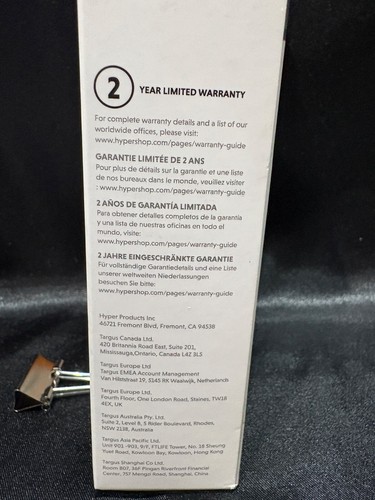 2 YEAR LIMITED WARRANTY
For complete warranty details and a list of our
worldwide offices, please visit:
www.hypershop.com/pages/warranty-guide
GARANTIE LIMITÉE DE 2 ANS
Pour plus de détails sur la garantie et une liste
de nos bureaux dans le monde, veuillez visiter
: www.hypershop.com/pages/warranty-guide
2 AÑOS DE GARANTÍA LIMITADA
Para obtener detalles completos de la garantía
y una lista de nuestras oficinas en todo el
mundo, visite:
www.hypershop.com/pages/warranty-guide
2 JAHRE EINGESCHRÄNKTE GARANTIE
Für vollständige Garantiedetails und eine Liste
unserer weltweiten Niederlassungen
besuchen Sie bitte:
www.hypershop.com/pages/warranty-guide
Hyper Products Inc
46721 Fremont Blvd, Fremont, CA 94538
Targus Canada Ltd.
420 Britannia Road East, Suite 201,
Mississauga,Ontario, Canada L4Z 3L5
Targus Europe Ltd
Targus EMEA Account Management
Van Hilststraat 19, 5145 RK Waalwijk, Netherlands
Targus Europe Ltd.
Fourth Floor, One London Road, Staines, TW18
4EX, UK
Targus Australia Pty. Ltd.
Suite 2, Level 8, 5 Rider Boulevard, Rhodes,
NSW 2138, Australia
Targus Asia Pacific Ltd.
Unit 901 -903, 9/F, FTLIFE Tower, No. 18 Sheung
Yuet Road, Kowloon Bay, Kowloon, Hong Kong
Targus Shanghai Co Ltd.
Room 807, 36F Pingan Riverfront Financial
Center, 757 Mengzi Road, Shanghai, China